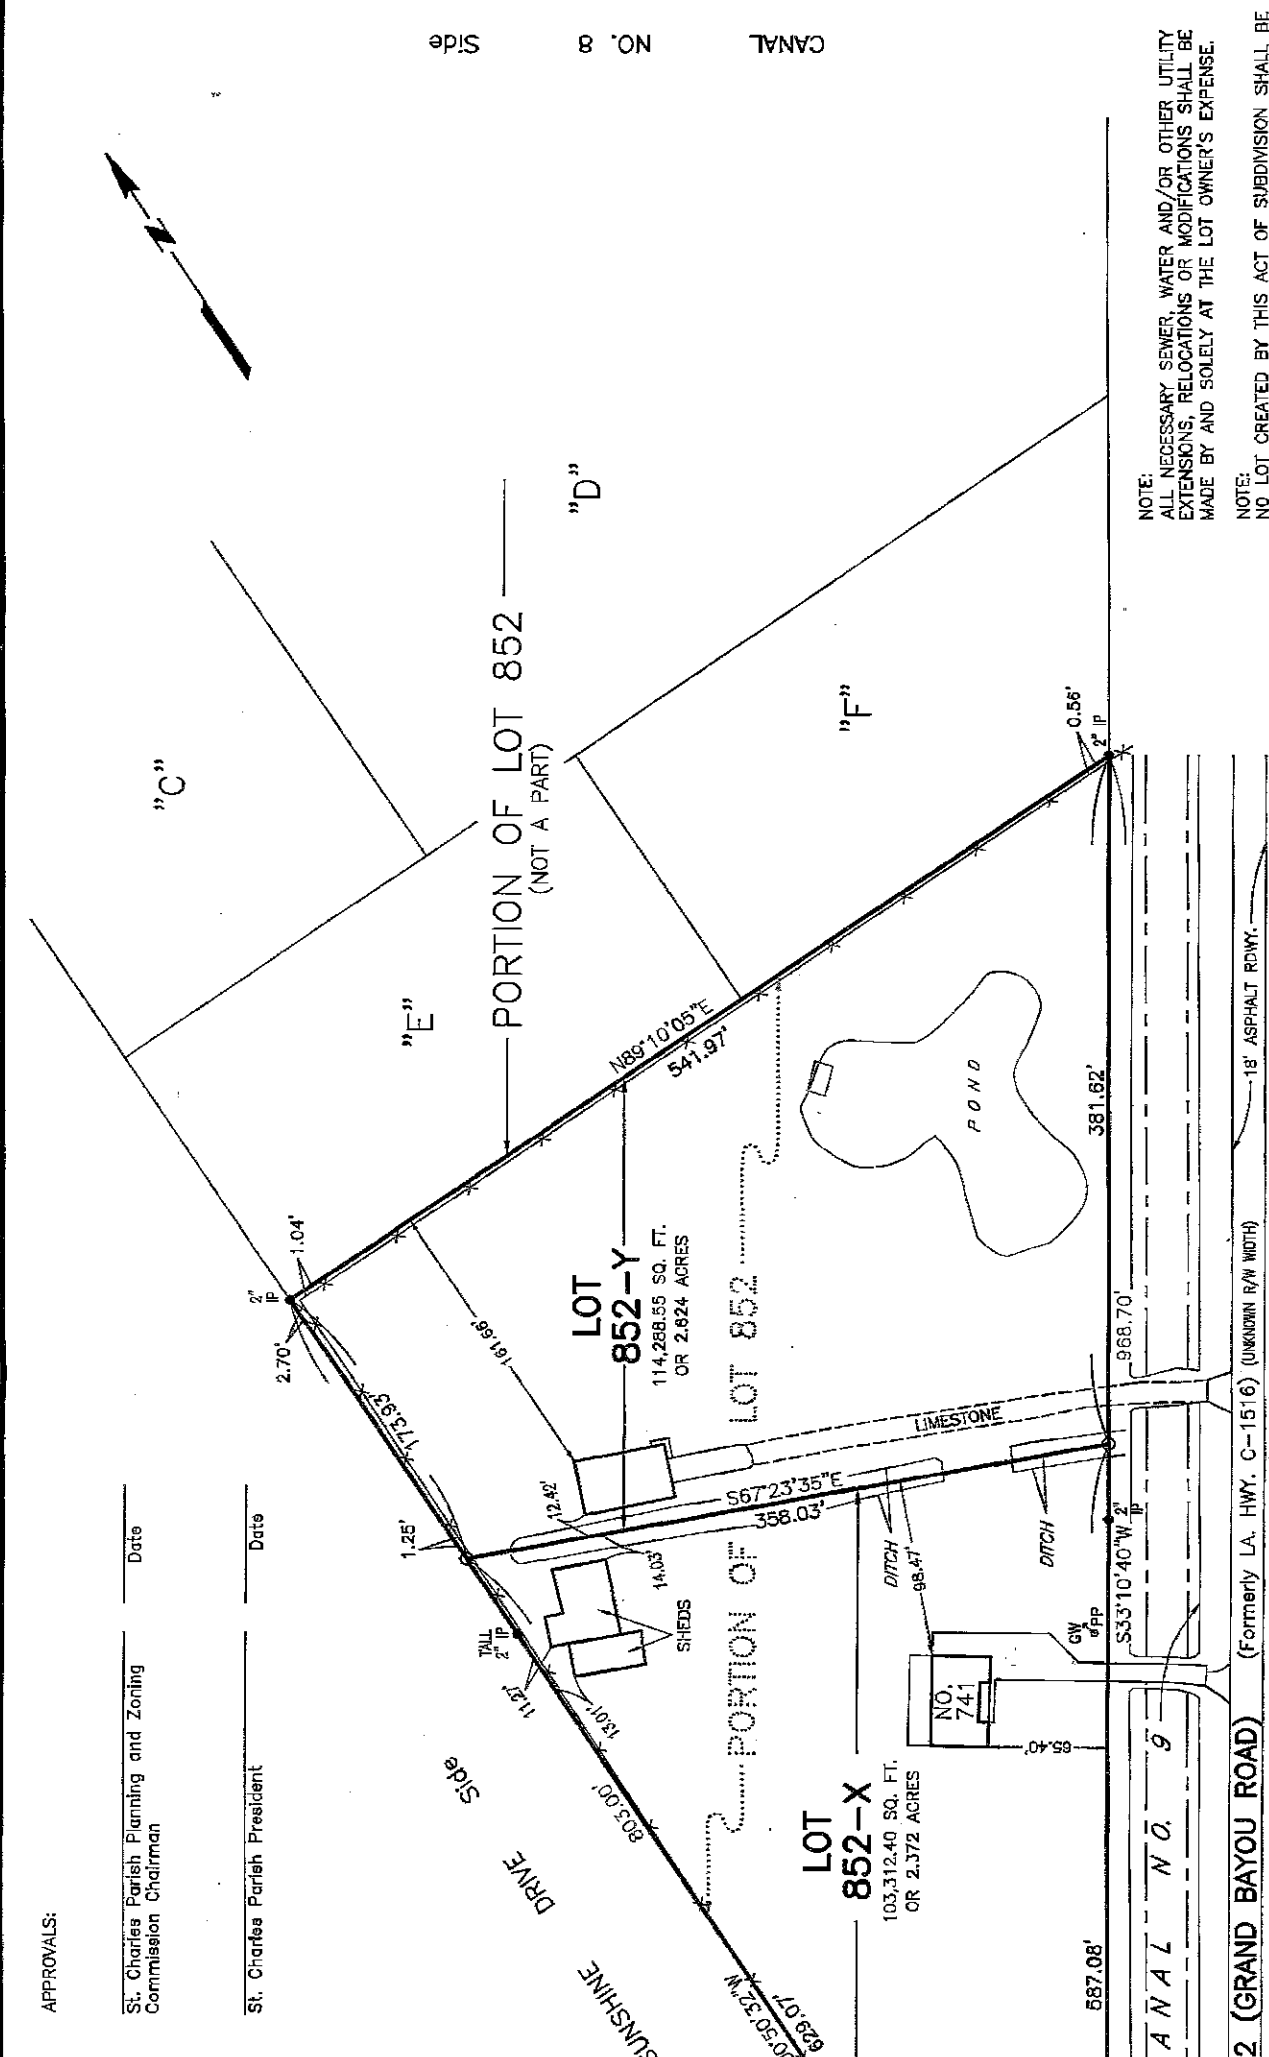 CANAL
NO. 8
Side
NOTE:
ALL NECESSARY SEWER, WATER AND/OR OTHER UTILITY
EXTENSIONS, RELOCATIONS OR MODIFICATIONS SHALL BE
MADE BY AND SOLELY AT THE LOT OWNER'S EXPENSE.
NOTE:
NO LOT CREATED BY THIS ACT OF SUBDIVISION SHALL BE
N
"C"
"D"
"E"
"F"
PORTION OF LOT 852
(NOT A PART)
0.56'
2" IP
N89°10'05"E
541.97'
1.04'
2"
IP
2.70'
173.93'
161.66'
LOT
852-Y
114,288.55 SQ. FT.
OR 2.624 ACRES
POND
381.62'
18' ASPHALT RDWY.
PORTION OF LOT 852
LIMESTONE
968.70'
S67°23'35"E
358.03'
12.42'
14.03'
1.25'
DITCH
98.47'
DITCH
2"
IP
S33°10'40"W
GW
PP
TALL
2" IP
11.27'
13.01'
SHEDS
NO.
741
65.40'
803.00'
Side
DRIVE
SUNSHINE
0°50'32"W
629.07'
LOT
852-X
103,312.40 SQ. FT.
OR 2.372 ACRES
587.08'
ANAL NO. 9
2 (GRAND BAYOU ROAD)
(Formerly LA. HWY. C-1516) (UNKNOWN R/W WIDTH)
APPROVALS:
St. Charles Parish Planning and Zoning
Commission Chairman
Date
St. Charles Parish President
Date